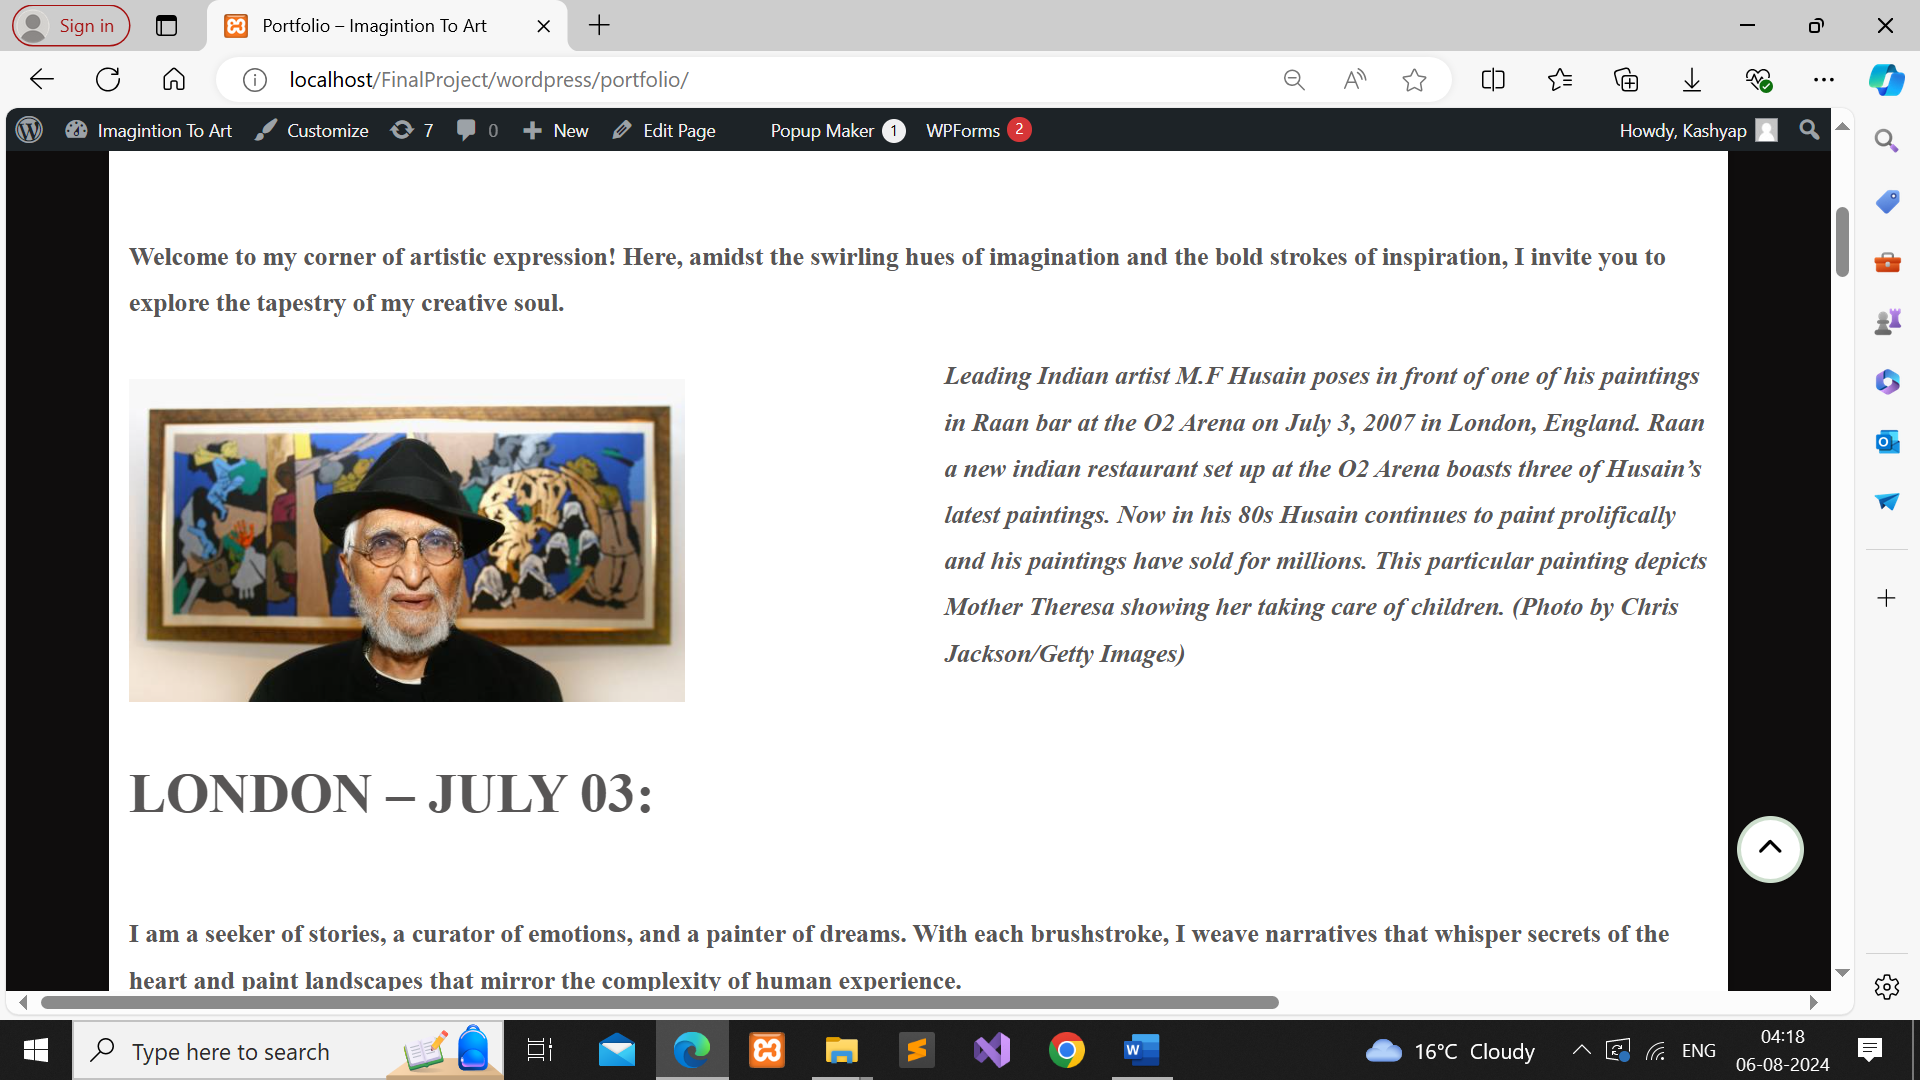 Sign in
Portfolio – Imagintion To Art
localhost/FinalProject/wordpress/portfolio/
Imagintion To Art Customize 7 0 New Edit Page Popup Maker 1 WPForms 2 Howdy, Kashyap
Welcome to my corner of artistic expression! Here, amidst the swirling hues of imagination and the bold strokes of inspiration, I invite you to
explore the tapestry of my creative soul.
Leading Indian artist M.F Husain poses in front of one of his paintings
in Raan bar at the O2 Arena on July 3, 2007 in London, England. Raan
a new indian restaurant set up at the O2 Arena boasts three of Husain’s
latest paintings. Now in his 80s Husain continues to paint prolifically
and his paintings have sold for millions. This particular painting depicts
Mother Theresa showing her taking care of children. (Photo by Chris
Jackson/Getty Images)
LONDON – JULY 03:
I am a seeker of stories, a curator of emotions, and a painter of dreams. With each brushstroke, I weave narratives that whisper secrets of the
heart and paint landscapes that mirror the complexity of human experience.
Type here to search
16°C Cloudy
ENG
04:18
06-08-2024